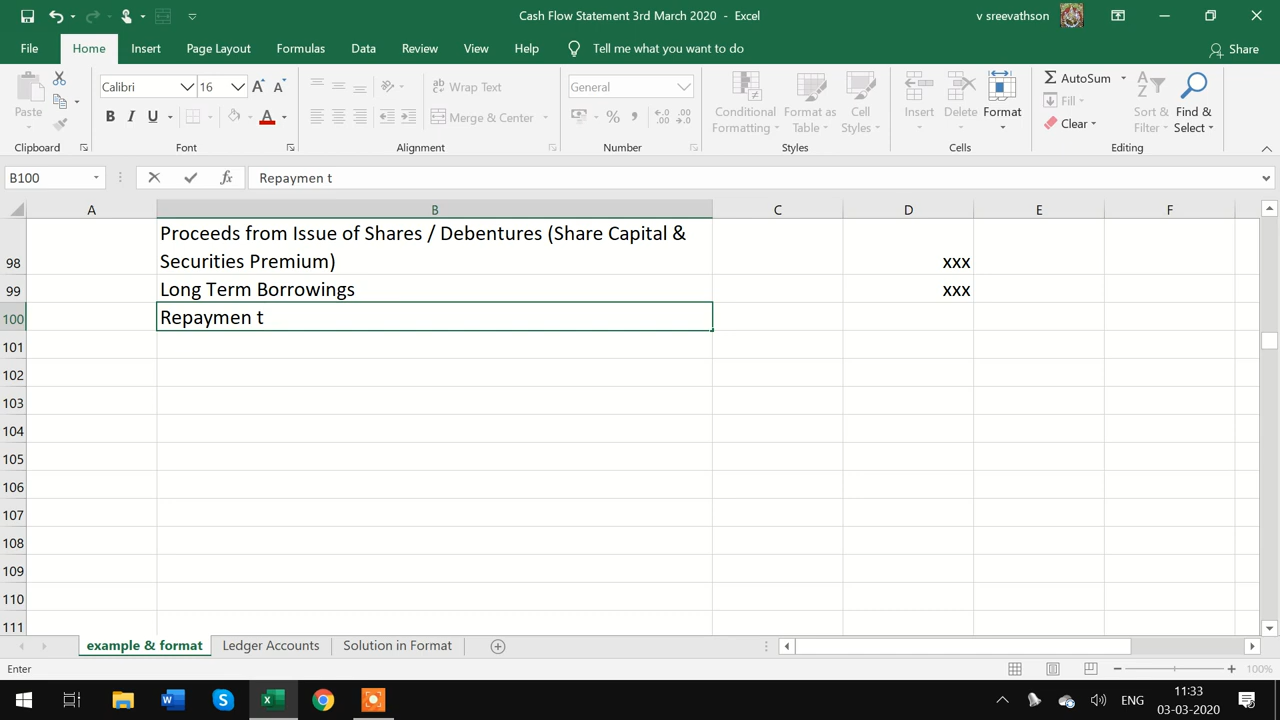 Cash Flow Statement 3rd March 2020 - Excel
v sreevathson
File Home Insert Page Layout Formulas Data Review View Help Tell me what you want to do Share
Calibri 16 Wrap Text General AutoSum
Paste B I U Merge & Center % Conditional Formatting Format as Table Cell Styles Insert Delete Format Fill Clear Sort & Filter Find & Select
Clipboard Font Alignment Number Styles Cells Editing
B100 fx Repaymen t
A B C D E F
98 Proceeds from Issue of Shares / Debentures (Share Capital &
Securities Premium) xxx
99 Long Term Borrowings xxx
100 Repaymen t
101
102
103
104
105
106
107
108
109
110
111
example & format Ledger Accounts Solution in Format
Enter 100%
ENG 11:33
03-03-2020